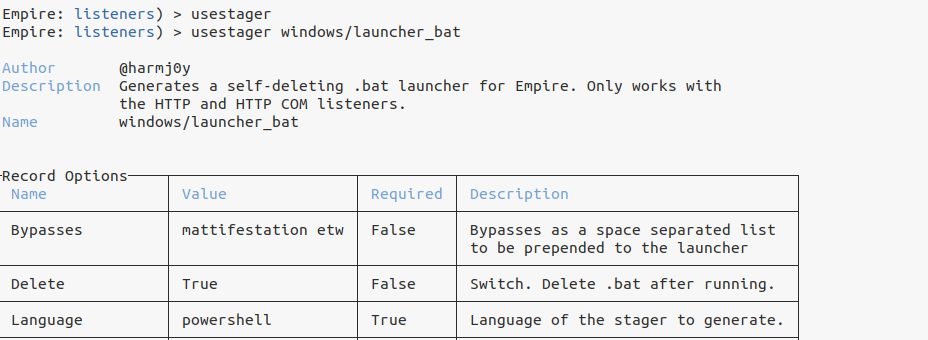 Empire: listeners) > usestager
Empire: listeners) > usestager windows/launcher_bat
Author @harmj0y
Description Generates a self-deleting .bat launcher for Empire. Only works with
the HTTP and HTTP COM listeners.
Name windows/launcher_bat
Record Options
Name Value Required Description
Bypasses mattifestation etw False Bypasses as a space separated list
to be prepended to the launcher
Delete True False Switch. Delete .bat after running.
Language powershell True Language of the stager to generate.